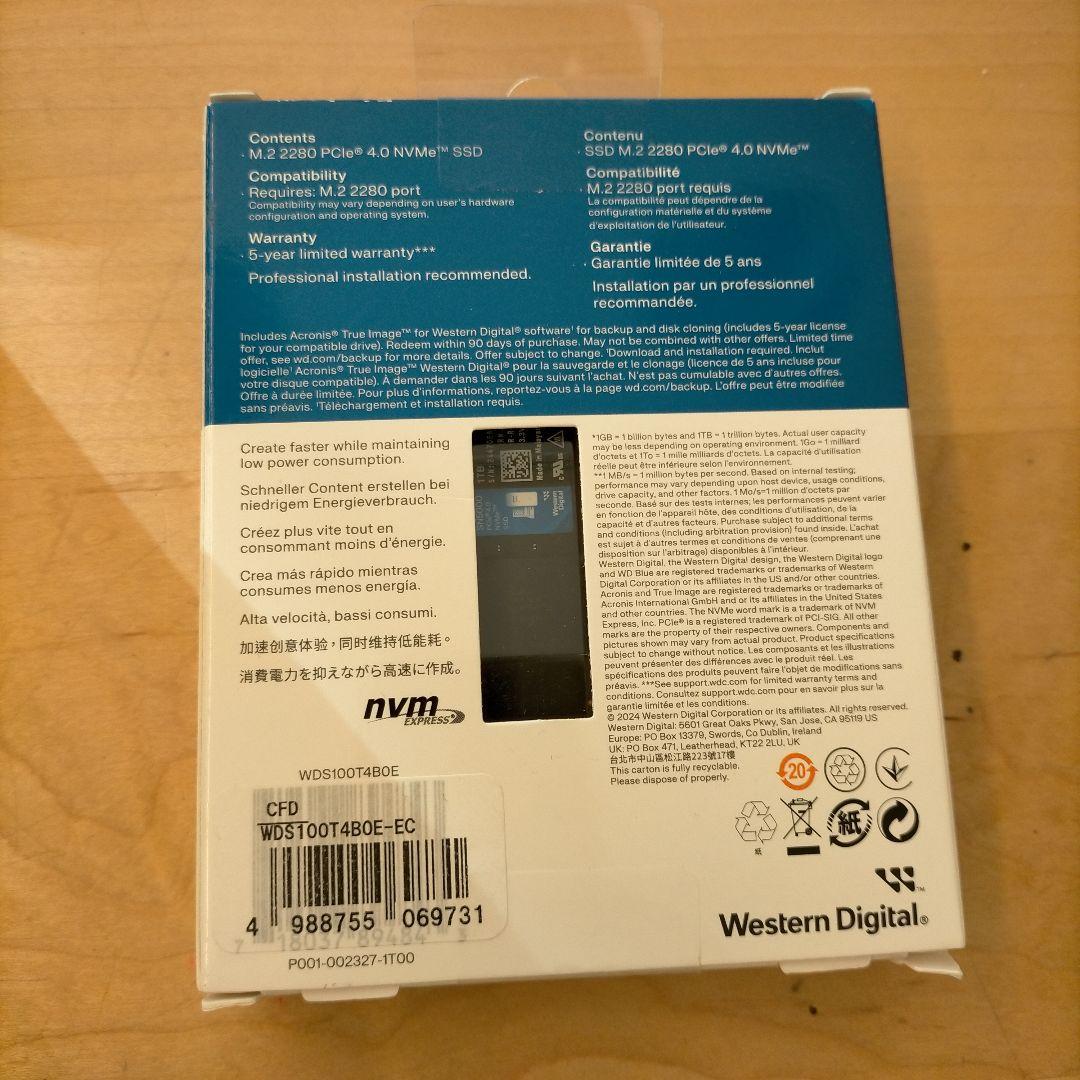 Contents
· M.2 2280 PCIe® 4.0 NVMe™ SSD
Compatibility
· Requires: M.2 2280 port
Compatibility may vary depending on user's hardware
configuration and operating system.
Warranty
· 5-year limited warranty***
Professional installation recommended.
Contenu
· SSD M.2 2280 PCIe® 4.0 NVMe™
Compatibilité
· M.2 2280 port requis
La compatibilité peut dépendre de la
configuration matérielle et du système
d'exploitation de l'utilisateur.
Garantie
· Garantie limitée de 5 ans
Installation par un professionnel
recommandée.
Includes Acronis® True Image™ for Western Digital® software¹ for backup and disk cloning (includes 5-year license
for your compatible drive). Redeem within 90 days of purchase. May not be combined with other offers. Limited time
offer, see wd.com/backup for more details. Offer subject to change. ¹Download and installation required. Inclut
logicielle¹ Acronis® True Image™ Western Digital® pour la sauvegarde et le clonage (licence de 5 ans incluse pour
votre disque compatible). À demander dans les 90 jours suivant l'achat. N'est pas cumulable avec d'autres offres.
Offre à durée limitée. Pour plus d'informations, reportez-vous à la page wd.com/backup. L'offre peut être modifiée
sans préavis. ¹Téléchargement et installation requis.
Create faster while maintaining
low power consumption.
Schneller Content erstellen bei
niedrigem Energieverbrauch.
Créez plus vite tout en
consommant moins d'énergie.
Crea más rápido mientras
consumes menos energía.
Alta velocità, bassi consumi.
加速创意体验，同时维持低能耗。
消費電力を抑えながら高速に作成。
nvm
EXPRESS®
1TB
Made in
Western
Digital
NVMe™
SSD
*1GB = 1 billion bytes and 1TB = 1 trillion bytes. Actual user capacity
may be less depending on operating environment. 1Go = 1 milliard
d'octets et 1To = 1 mille milliards d'octets. La capacité d'utilisation
réelle peut être inférieure selon l'environnement.
**1 MB/s = 1 million bytes per second. Based on internal testing;
performance may vary depending upon host device, usage conditions,
drive capacity, and other factors. 1 Mo/s=1 million d'octets par
seconde. Basé sur des tests internes; les performances peuvent varier
en fonction de l'appareil hôte, des conditions d'utilisation, de la
capacité et d'autres facteurs. Purchase subject to additional terms
and conditions (including arbitration provision) found inside. L'achat
est sujet à d'autres termes et conditions de ventes (comprenant une
disposition sur l'arbitrage) disponibles à l'intérieur.
Western Digital, the Western Digital design, the Western Digital logo
and WD Blue are registered trademarks or trademarks of Western
Digital Corporation or its affiliates in the US and/or other countries.
Acronis and True Image are registered trademarks or trademarks of
Acronis International GmbH and or its affiliates in the United States
and other countries. The NVMe word mark is a trademark of NVM
Express, Inc. PCIe® is a registered trademark of PCI-SIG. All other
marks are the property of their respective owners. Components and
pictures shown may vary from actual product. Product specifications
subject to change without notice. Les composants et les illustrations
peuvent présenter des différences avec le produit réel. Les
spécifications des produits peuvent faire l'objet de modifications sans
préavis. ***See support.wdc.com for limited warranty terms and
conditions. Consultez support.wdc.com pour en savoir plus sur la
garantie limitée et les conditions.
© 2024 Western Digital Corporation or its affiliates. All rights reserved.
Western Digital: 5601 Great Oaks Pkwy, San Jose, CA 95119 US
Europe: PO Box 13379, Swords, Co Dublin, Ireland
UK: PO Box 471, Leatherhead, KT22 2LU, UK
台北市中山區松江路223號17樓
This carton is fully recyclable.
Please dispose of properly.
20
紙
紙
WDS100T4B0E
CFD
WDS100T4B0E-EC
4 988755 069731
7 18037 89484 3
P001-002327-1T00
Western Digital®